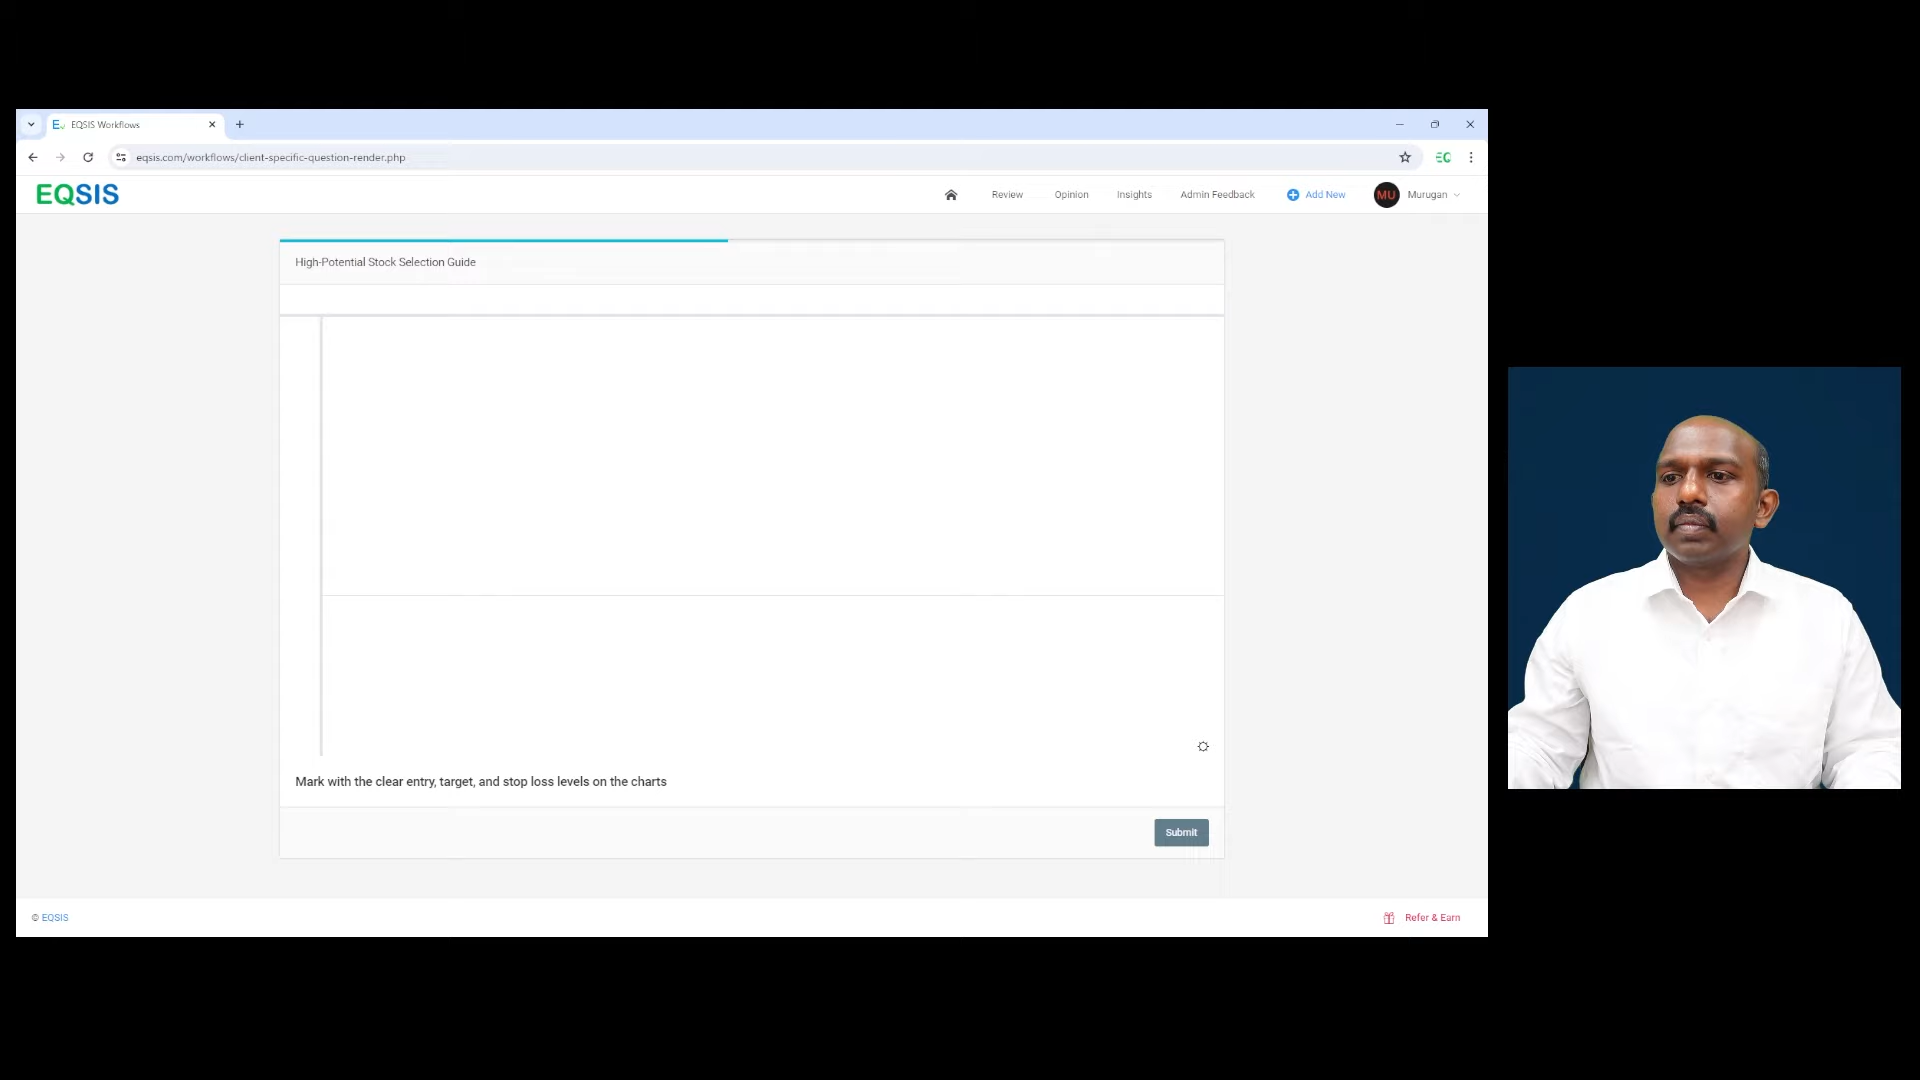 EQSIS Workflows
eqsis.com/workflows/client-specific-question-render.php
EQSIS
Review
Opinion
Insights
Admin Feedback
Add New
MU
Murugan
High-Potential Stock Selection Guide
Mark with the clear entry, target, and stop loss levels on the charts
Submit
© EQSIS
Refer & Earn